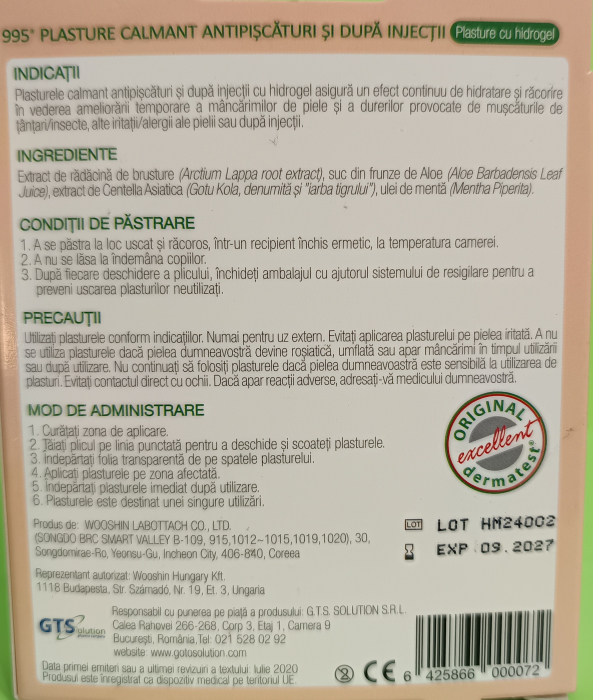 995® PLASTURE CALMANT ANTIPIȘCĂTURI ȘI DUPĂ INJECȚII Plasture cu hidrogel
INDICAȚII
Plasturele calmant antipișcături și după injecții cu hidrogel asigură un efect continuu de hidratare și răcorire
în vederea ameliorării temporare a mâncărimilor de piele și a durerilor provocate de mușcăturile de
țânțari/insecte, alte iritații/alergii ale pielii sau după injecții.
INGREDIENTE
Extract de rădăcină de brusture (Arctium Lappa root extract), suc din frunze de Aloe (Aloe Barbadensis Leaf
Juice), extract de Centella Asiatica (Gotu Kola, denumită și "iarba tigrului"), ulei de mentă (Mentha Piperita).
CONDIȚII DE PĂSTRARE
1. A se păstra la loc uscat și răcoros, într-un recipient închis ermetic, la temperatura camerei.
2. A nu se lăsa la îndemâna copiilor.
3. După fiecare deschidere a plicului, închideți ambalajul cu ajutorul sistemului de resigilare pentru a
preveni uscarea plasturilor neutilizați.
PRECAUȚII
Utilizați plasturele conform indicațiilor. Numai pentru uz extern. Evitați aplicarea plasturelui pe pielea iritată. A nu
se utiliza plasturele dacă pielea dumneavostră devine roșiatică, umflată sau apar mâncărimi în timpul utilizării
sau după utilizare. Nu continuați să folosiți plasturele dacă pielea dumneavoastră este sensibilă la utilizarea de
plasturi. Evitați contactul direct cu ochii. Dacă apar reacții adverse, adresați-vă medicului dumneavostră.
MOD DE ADMINISTRARE
1. Curățați zona de aplicare.
2. Tăiați plicul pe linia punctată pentru a deschide și scoateți plasturele.
3. Îndepărtați folia transparentă de pe spatele plasturelui.
4. Aplicați plasturele pe zona afectată.
5. Îndepărtați plasturele imediat după utilizare.
6. Plasturele este destinat unei singure utilizări.
ORIGINAL
excellent
dermatest®
Produs de: WOOSHIN LABOTTACH CO., LTD.
(SONGDO BRC SMART VALLEY B-109, 915,1012~1015,1019,1020), 30,
Songdomirae-Ro, Yeonsu-Gu, Incheon City, 406-840, Coreea
LOT LOT HM24002
EXP 09.2027
Reprezentant autorizat: Wooshin Hungary Kft.
1118 Budapesta, Str. Számadó, Nr. 19, Et. 3, Ungaria
GTSolution
Responsabil cu punerea pe piață a produsului: G.T.S. SOLUTION S.R.L.
Calea Rahovei 266-268, Corp 3, Etaj 1, Camera 9
București, România,Tel: 021 528 02 92
website: www.gotosolution.com
Data primei emiteri sau a ultimei revizuiri a textului: Iulie 2020
Produsul este înregistrat ca dispozitiv medical pe teritoriul UE.
2 CE 6 425866 000072